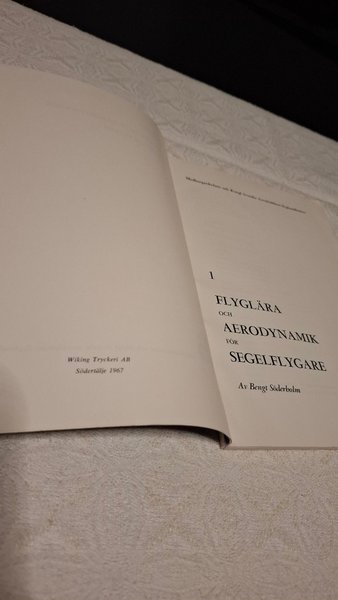 Wiking Tryckeri AB
Södertälje 1967
I
FLYGLÄRA
OCH
AERODYNAMIK
FÖR
SEGELFLYGARE
Av Bengt Söderholm